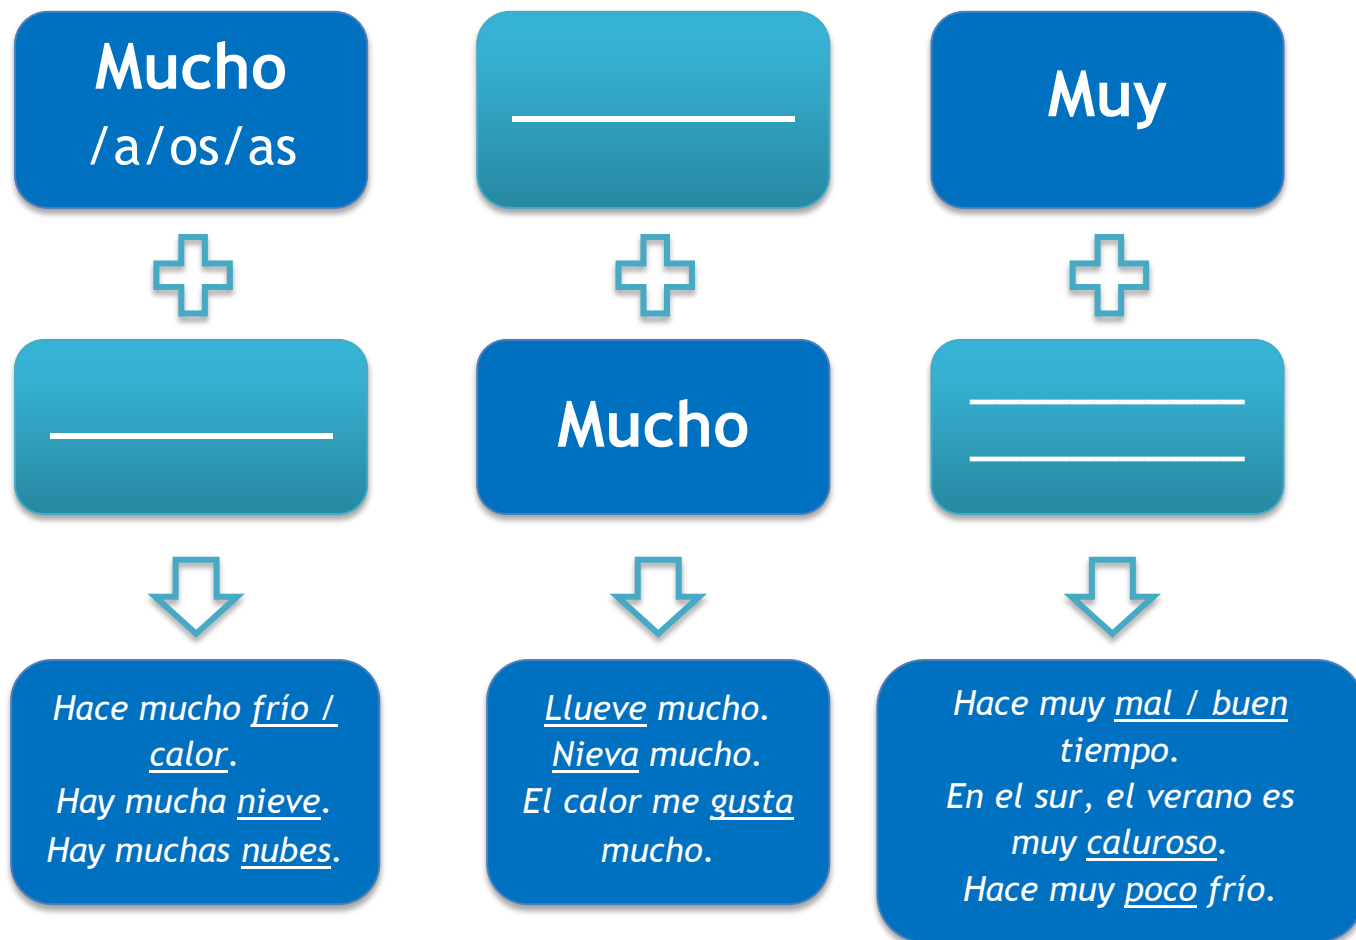 Mucho
/a/os/as
Muy
Mucho
Hace mucho frío /
calor.
Hay mucha nieve.
Hay muchas nubes.
Llueve mucho.
Nieva mucho.
El calor me gusta
mucho.
Hace muy mal / buen
tiempo.
En el sur, el verano es
muy caluroso.
Hace muy poco frío.